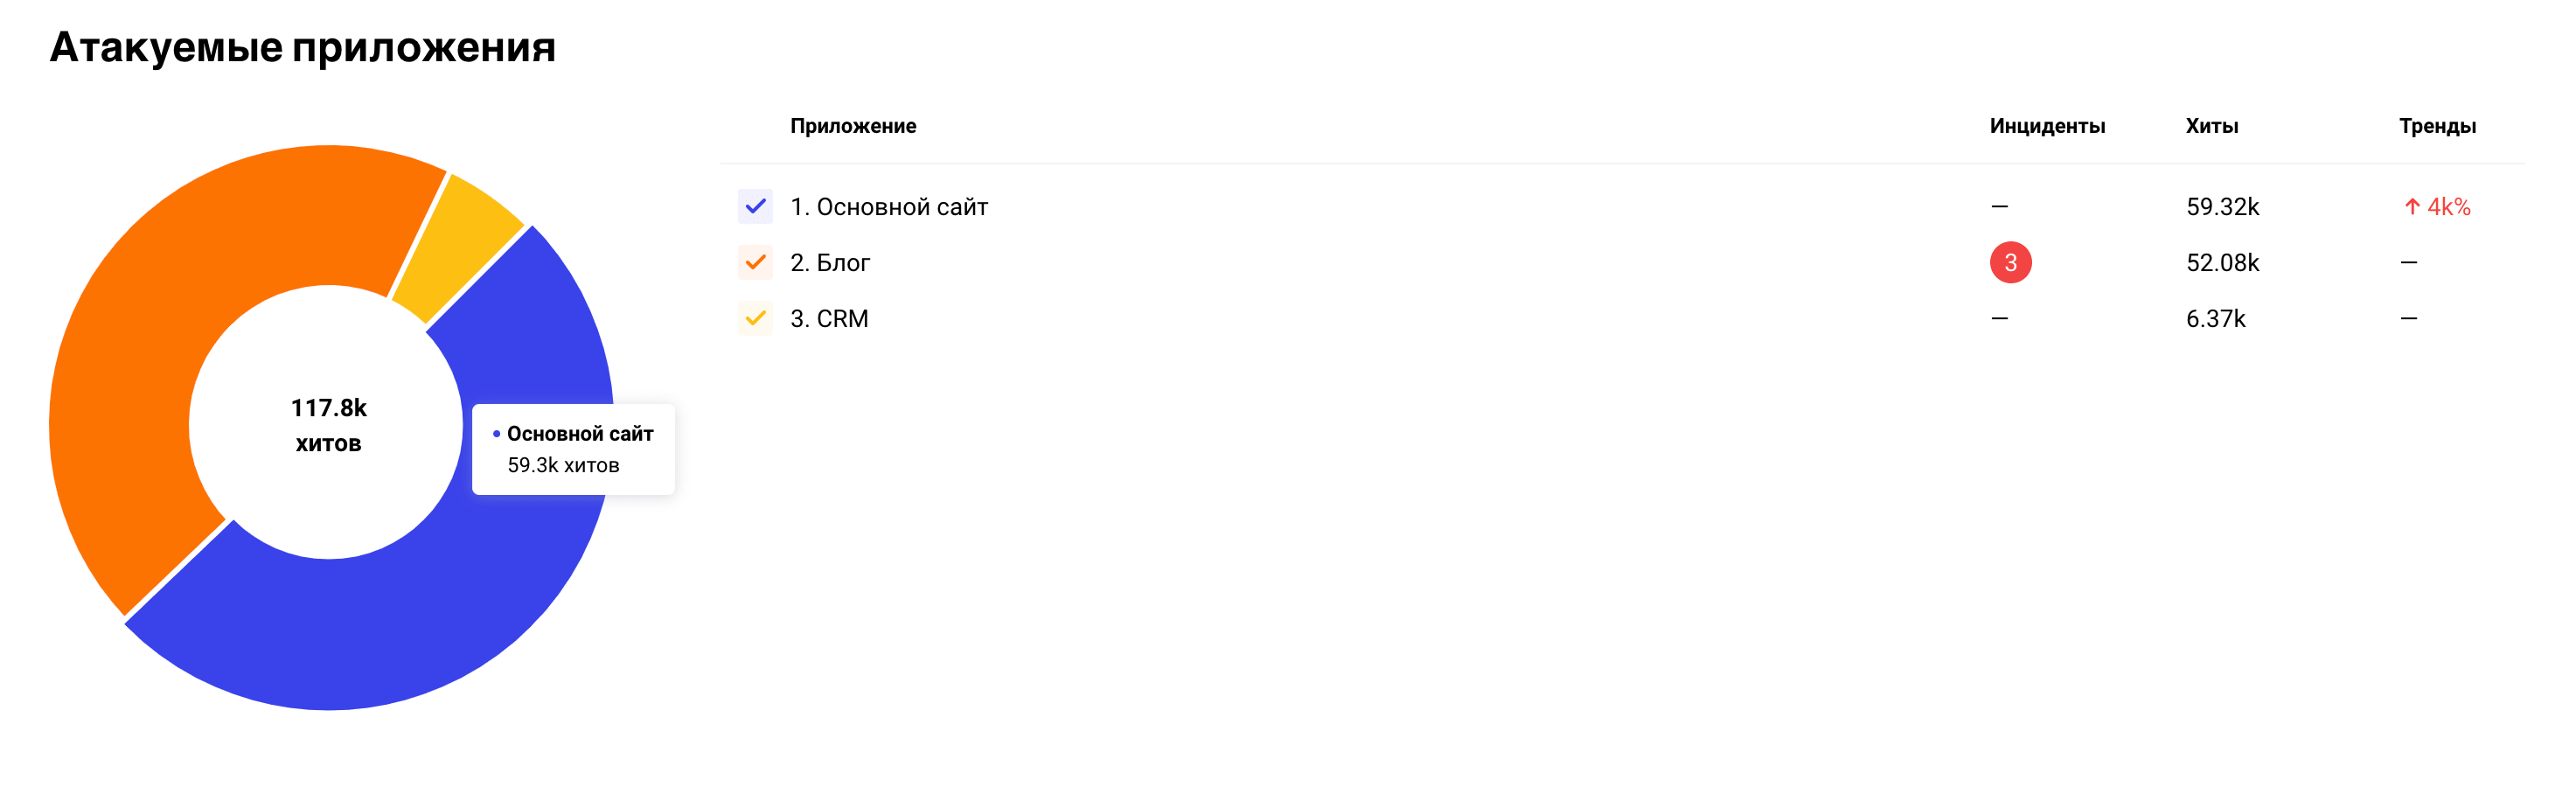 Атакуемые приложения
117.8k
хитов
Основной сайт
59.3k хитов
Приложение Инциденты Хиты Тренды
1. Основной сайт — 59.32k ↑ 4k%
2. Блог 3 52.08k —
3. CRM — 6.37k —